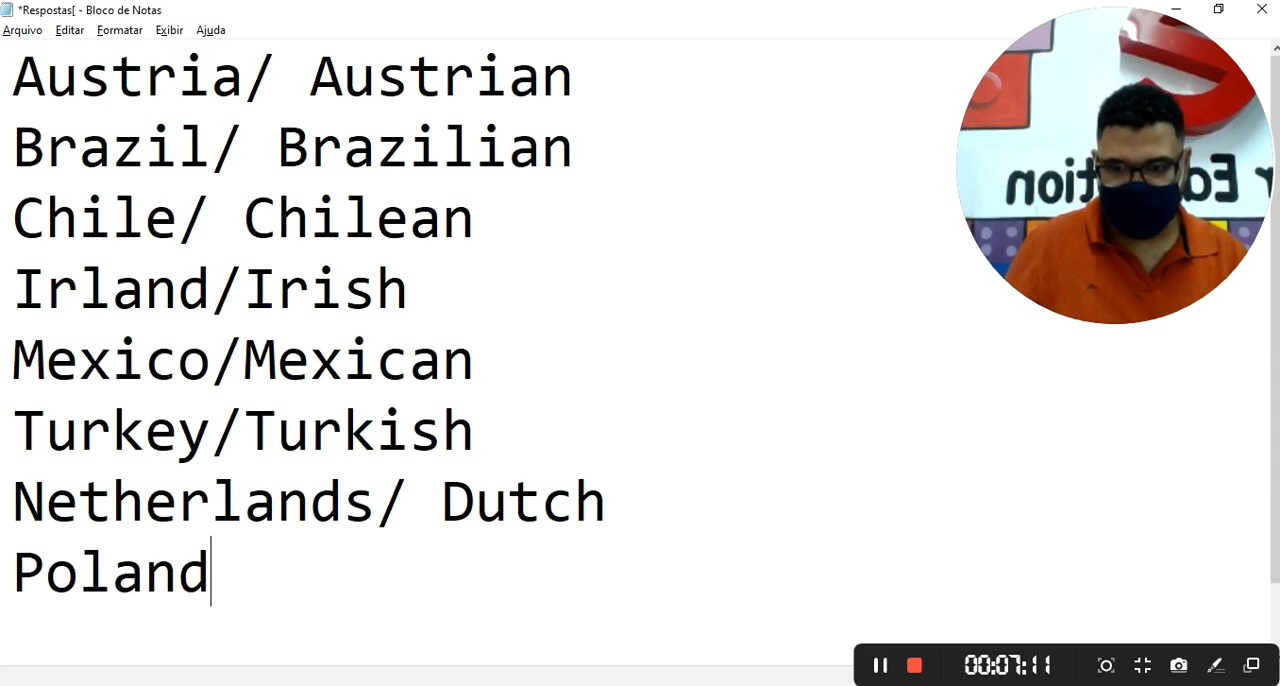 *Respostas[ - Bloco de Notas
Arquivo Editar Formatar Exibir Ajuda
Austria/ Austrian
Brazil/ Brazilian
Chile/ Chilean
Irland/Irish
Mexico/Mexican
Turkey/Turkish
Netherlands/ Dutch
Poland
00:07:11